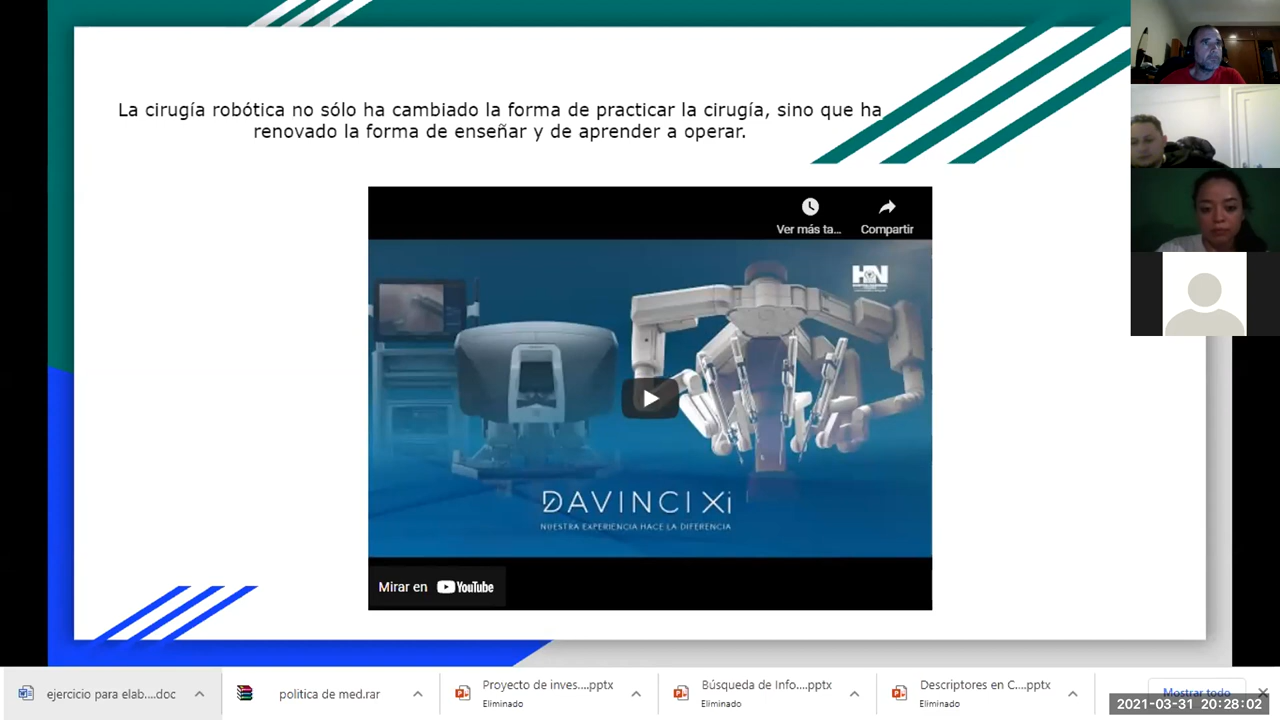 La cirugía robótica no sólo ha cambiado la forma de practicar la cirugía, sino que ha
renovado la forma de enseñar y de aprender a operar.
Ver más ta...
Compartir
HN
DAVINCI Xi
NUESTRA EXPERIENCIA HACE LA DIFERENCIA
Mirar en YouTube
ejercicio para elab....doc
politica de med.rar
Proyecto de inves....pptx
Eliminado
Búsqueda de Info....pptx
Eliminado
Descriptores en C....pptx
Eliminado
Mostrar todo
2021-03-31 20:28:02